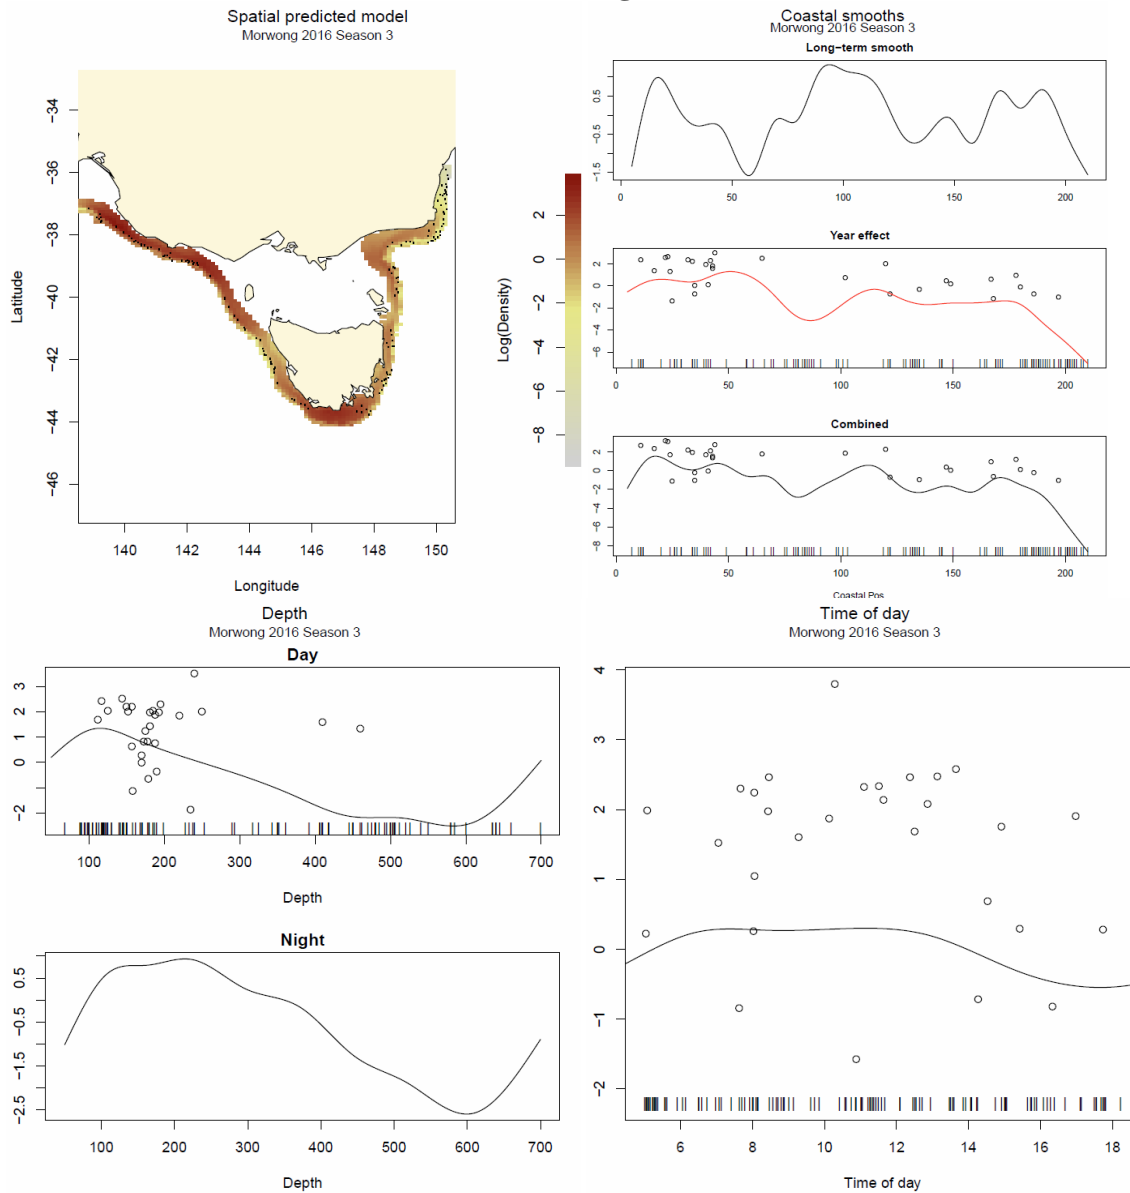 Spatial predicted model
Morwong 2016 Season 3
−34
−36
−38
−40
−42
−44
−46
Latitude
140 142 144 146 148 150
Longitude
2
0
−2
−4
−6
−8
Log(Density)
Coastal smooths
Morwong 2016 Season 3
Long−term smooth
0.5
−0.5
−1.5
0 50 100 150 200
Year effect
2
0
−2
−4
−6
0 50 100 150 200
Combined
2
0
−2
−4
−6
−8
0 50 100 150 200
Coastal Pos
Depth
Morwong 2016 Season 3
Day
3
2
1
0
−2
100 200 300 400 500 600 700
Depth
Night
0.5
−0.5
−1.5
−2.5
100 200 300 400 500 600 700
Depth
Time of day
Morwong 2016 Season 3
4
3
2
1
0
−1
−2
6 8 10 12 14 16 18
Time of day